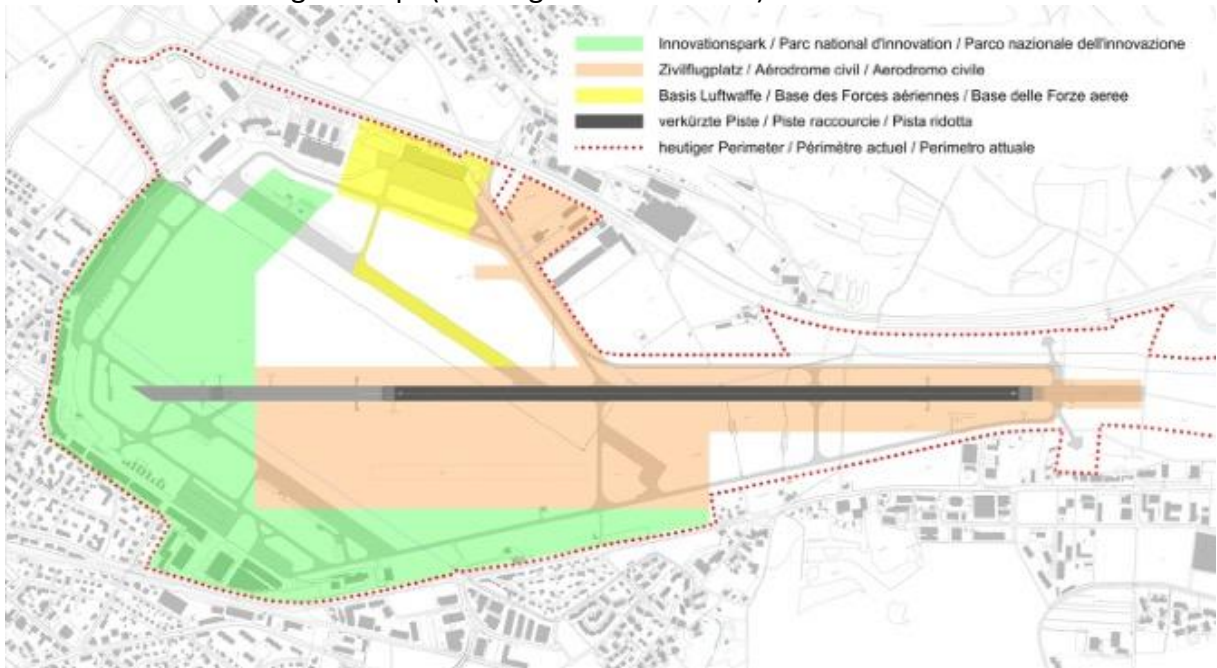 Innovationspark / Parc national d'innovation / Parco nazionale dell'innovazione
Zivilflugplatz / Aérodrome civil / Aerodromo civile
Basis Luftwaffe / Base des Forces aériennes / Base delle Forze aeree
verkürzte Piste / Piste raccourcie / Pista ridotta
heutiger Perimeter / Périmètre actuel / Perimetro attuale